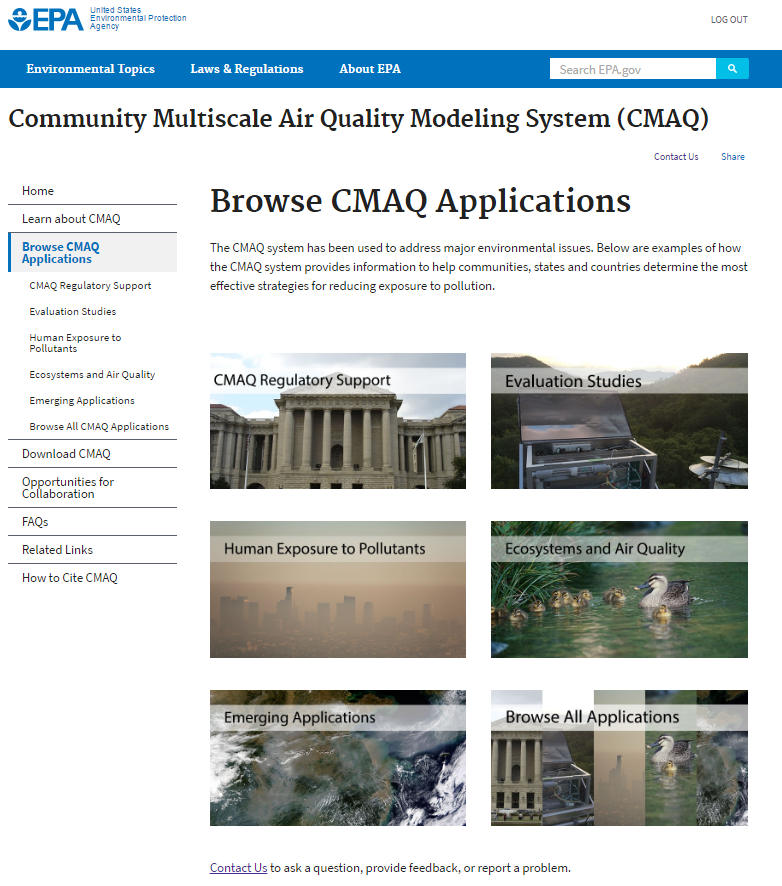 EPA
United States
Environmental Protection
Agency
LOG OUT
Environmental Topics
Laws & Regulations
About EPA
Search EPA.gov
Community Multiscale Air Quality Modeling System (CMAQ)
Contact Us
Share
Home
Learn about CMAQ
Browse CMAQ
Applications
CMAQ Regulatory Support
Evaluation Studies
Human Exposure to
Pollutants
Ecosystems and Air Quality
Emerging Applications
Browse All CMAQ Applications
Download CMAQ
Opportunities for
Collaboration
FAQs
Related Links
How to Cite CMAQ
Browse CMAQ Applications
The CMAQ system has been used to address major environmental issues. Below are examples of how
the CMAQ system provides information to help communities, states and countries determine the most
effective strategies for reducing exposure to pollution.
CMAQ Regulatory Support
Evaluation Studies
Human Exposure to Pollutants
Ecosystems and Air Quality
Emerging Applications
Browse All Applications
Contact Us to ask a question, provide feedback, or report a problem.